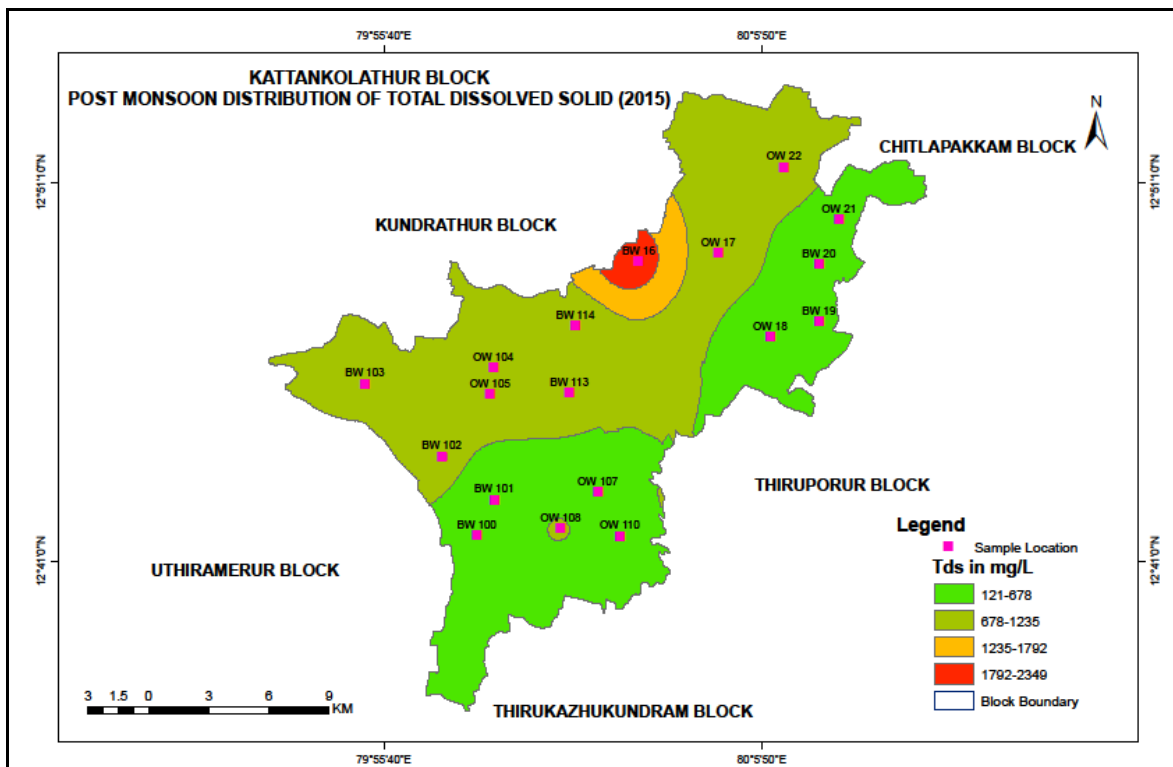 79°55'40"E
80°5'50"E
KATTANKOLATHUR BLOCK
POST MONSOON DISTRIBUTION OF TOTAL DISSOLVED SOLID (2015)
N
CHITLAPAKKAM BLOCK
OW 22
12°51'10"N
12°51'10"N
OW 21
KUNDRATHUR BLOCK
BW 16
OW 17
BW 20
BW 19
BW 114
OW 18
OW 104
BW 103
OW 105
BW 113
BW 102
THIRUPORUR BLOCK
BW 101
OW 107
BW 100
OW 108
OW 110
Legend
Sample Location
Tds in mg/L
121-678
678-1235
1235-1792
1792-2349
Block Boundary
12°41'0"N
12°41'0"N
UTHIRAMERUR BLOCK
3 1.5 0 3 6 9
KM
THIRUKAZHUKUNDRAM BLOCK
79°55'40"E
80°5'50"E